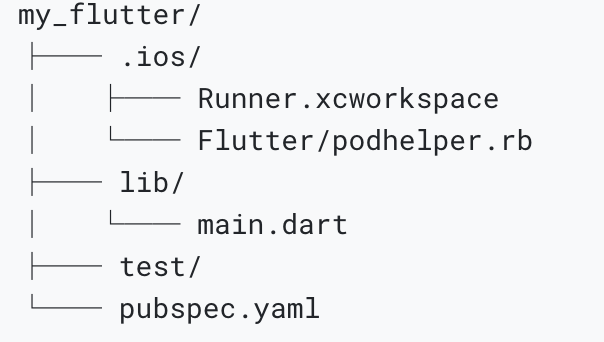 my_flutter/
├── .ios/
│   ├── Runner.xcworkspace
│   └── Flutter/podhelper.rb
├── lib/
│   └── main.dart
├── test/
└── pubspec.yaml